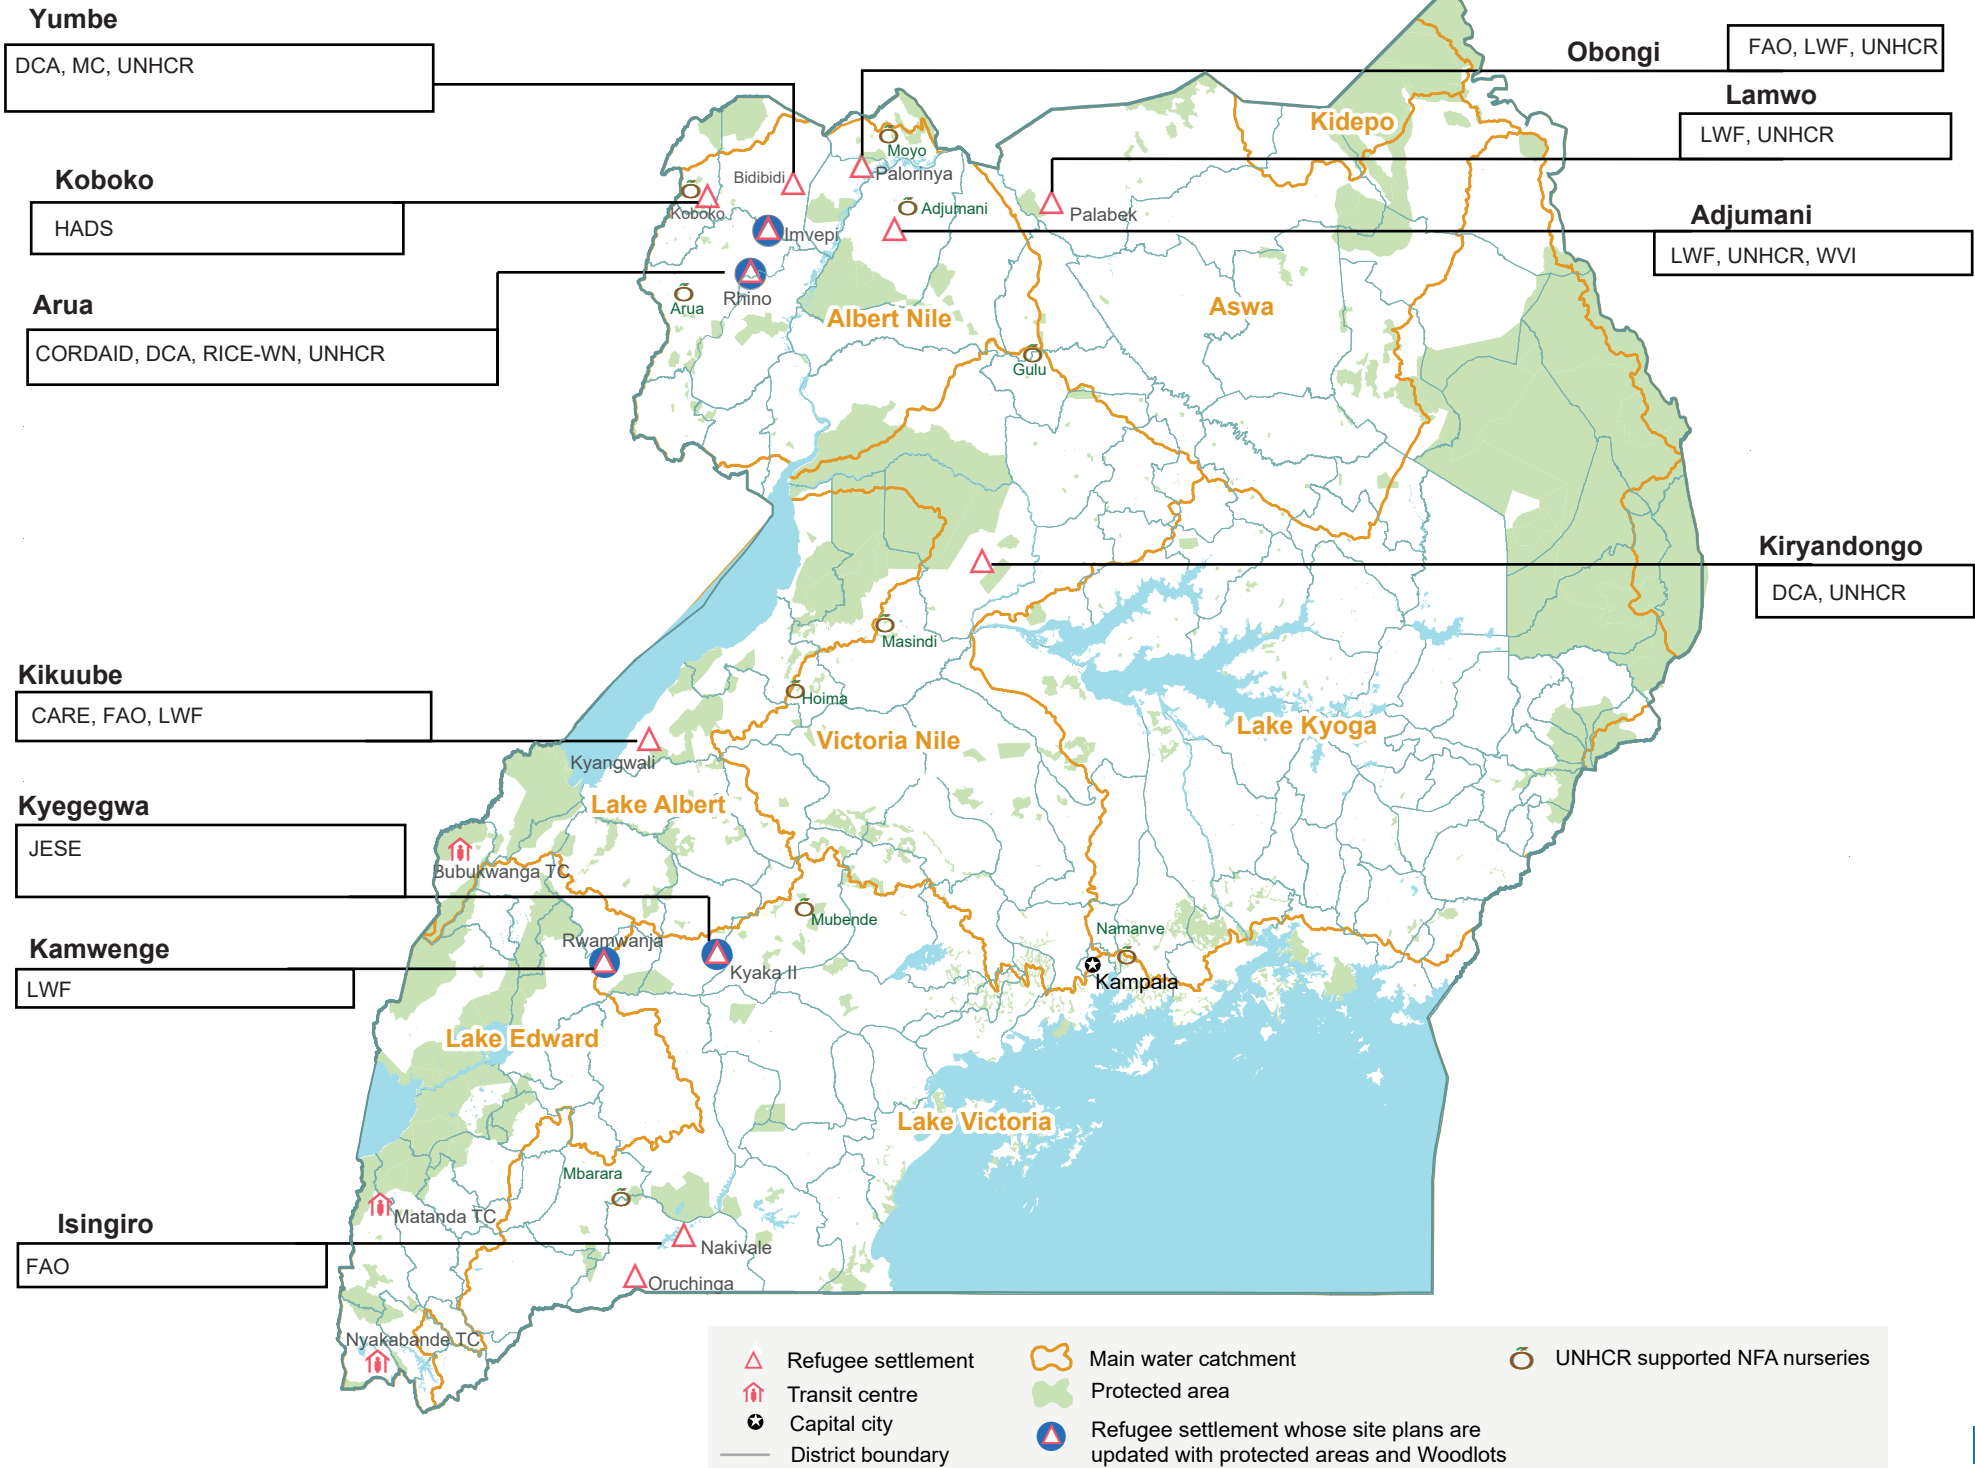 Yumbe
DCA, MC, UNHCR
Obongi
FAO, LWF, UNHCR
Lamwo
LWF, UNHCR
Koboko
HADS
Adjumani
LWF, UNHCR, WVI
Arua
CORDAID, DCA, RICE-WN, UNHCR
Kiryandongo
DCA, UNHCR
Kikuube
CARE, FAO, LWF
Kyegegwa
JESE
Kamwenge
LWF
Isingiro
FAO
Kidepo
Moyo
Bidibidi
Palorinya
Koboko
Adjumani
Palabek
Imvepi
Rhino
Arua
Albert Nile
Aswa
Gulu
Masindi
Hoima
Victoria Nile
Lake Kyoga
Kyangwali
Lake Albert
Bubukwanga TC
Mubende
Rwamwanja
Namanve
Kyaka II
Kampala
Lake Edward
Lake Victoria
Mbarara
Matanda TC
Nakivale
Oruchinga
Nyakabande TC
Refugee settlement
Transit centre
Capital city
District boundary
Main water catchment
Protected area
Refugee settlement whose site plans are
updated with protected areas and Woodlots
UNHCR supported NFA nurseries